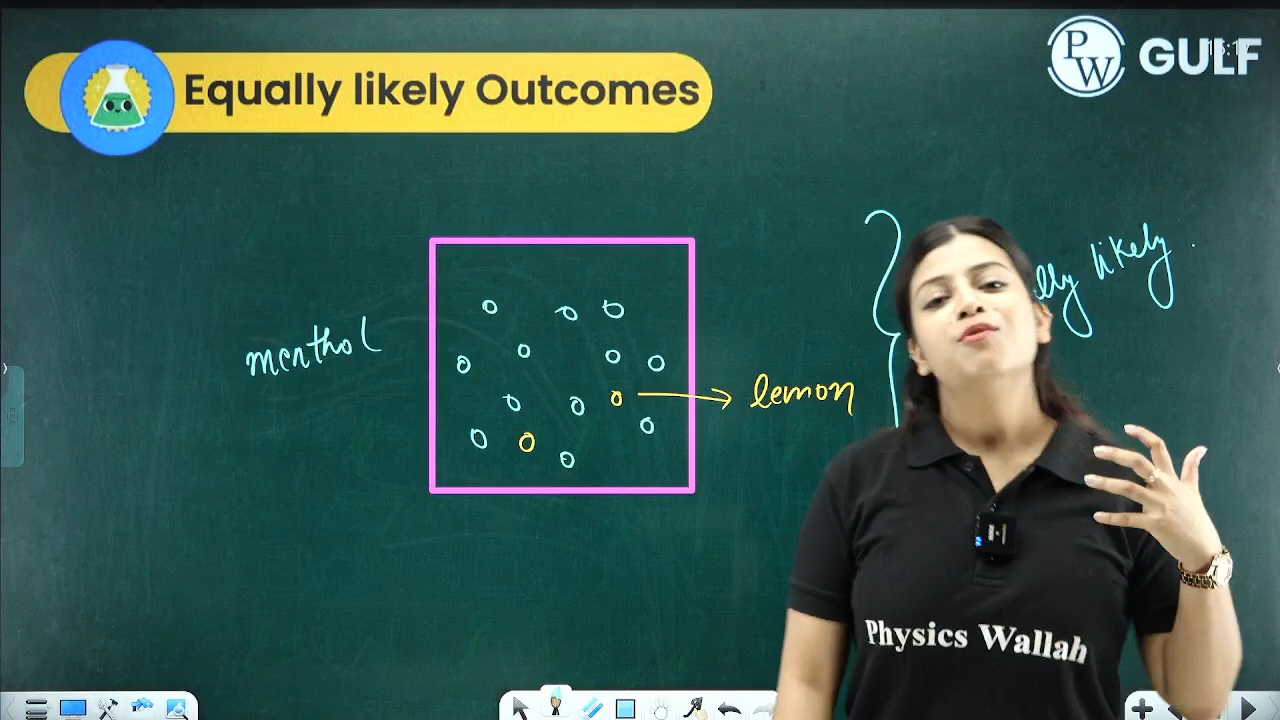 Equally likely Outcomes
PW GULF
menthol
lemon
lly likely.
Physics Wallah